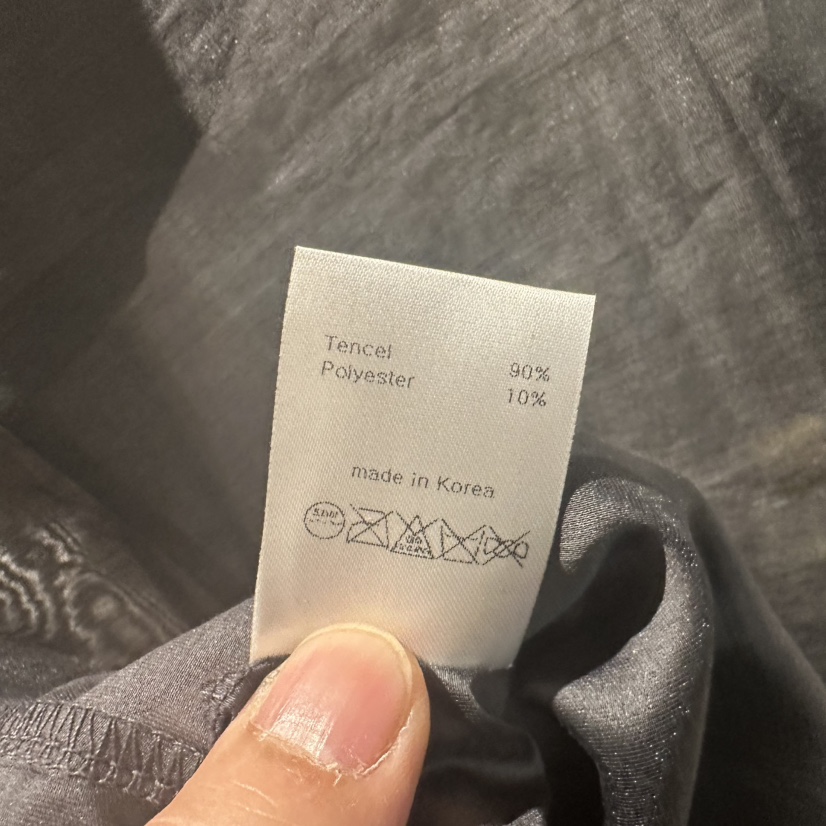 Tencel 90%
Polyester 10%
made in Korea